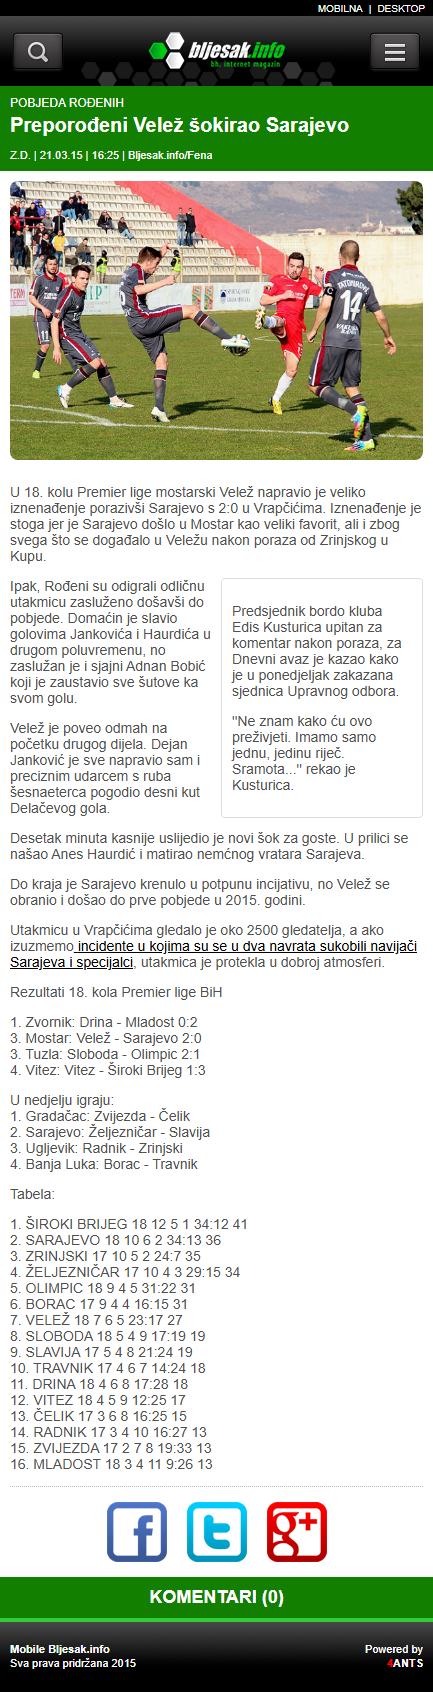 MOBILNA | DESKTOP
bljesak.info
bh. internet magazin
POBJEDA ROĐENIH
Preporođeni Velež šokirao Sarajevo
Z.D. | 21.03.15 | 16:25 | Bljesak.info/Fena
14
11
U 18. kolu Premier lige mostarski Velež napravio je veliko
iznenađenje porazivši Sarajevo s 2:0 u Vrapčićima. Iznenađenje je
stoga jer je Sarajevo došlo u Mostar kao veliki favorit, ali i zbog
svega što se događalo u Veležu nakon poraza od Zrinjskog u
Kupu.
Ipak, Rođeni su odigrali odličnu
utakmicu zasluženo došavši do
pobjede. Domaćin je slavio
golovima Jankovića i Haurdića u
drugom poluvremenu, no
zaslužan je i sjajni Adnan Bobić
koji je zaustavio sve šutove ka
svom golu.
Predsjednik bordo kluba
Edis Kusturica upitan za
komentar nakon poraza, za
Dnevni avaz je kazao kako
je u ponedjeljak zakazana
sjednica Upravnog odbora.
"Ne znam kako ću ovo
preživjeti. Imamo samo
jednu, jedinu riječ.
Sramota..." rekao je
Kusturica.
Velež je poveo odmah na
početku drugog dijela. Dejan
Janković je sve napravio sam i
preciznim udarcem s ruba
šesnaeterca pogodio desni kut
Delačevog gola.
Desetak minuta kasnije uslijedio je novi šok za goste. U prilici se
našao Anes Haurdić i matirao nemćnog vratara Sarajeva.
Do kraja je Sarajevo krenulo u potpunu incijativu, no Velež se
obranio i došao do prve pobjede u 2015. godini.
Utakmicu u Vrapčićima gledalo je oko 2500 gledatelja, a ako
izuzmemo incidente u kojima su se u dva navrata sukobili navijači
Sarajeva i specijalci, utakmica je protekla u dobroj atmosferi.
Rezultati 18. kola Premier lige BiH
1. Zvornik: Drina - Mladost 0:2
3. Mostar: Velež - Sarajevo 2:0
3. Tuzla: Sloboda - Olimpic 2:1
4. Vitez: Vitez - Široki Brijeg 1:3
U nedjelju igraju:
1. Gradačac: Zvijezda - Čelik
2. Sarajevo: Željezničar - Slavija
3. Ugljevik: Radnik - Zrinjski
4. Banja Luka: Borac - Travnik
Tabela:
1. ŠIROKI BRIJEG 18 12 5 1 34:12 41
2. SARAJEVO 18 10 6 2 34:13 36
3. ZRINJSKI 17 10 5 2 24:7 35
4. ŽELJEZNIČAR 17 10 4 3 29:15 34
5. OLIMPIC 18 9 4 5 31:22 31
6. BORAC 17 9 4 4 16:15 31
7. VELEŽ 18 7 6 5 23:17 27
8. SLOBODA 18 5 4 9 17:19 19
9. SLAVIJA 17 5 4 8 21:24 19
10. TRAVNIK 17 4 6 7 14:24 18
11. DRINA 18 4 6 8 17:28 18
12. VITEZ 18 4 5 9 12:25 17
13. ČELIK 17 3 6 8 16:25 15
14. RADNIK 17 3 4 10 16:27 13
15. ZVIJEZDA 17 2 7 8 19:33 13
16. MLADOST 18 3 4 11 9:26 13
KOMENTARI (0)
Mobile Bljesak.info
Sva prava pridržana 2015
Powered by
4ANTS